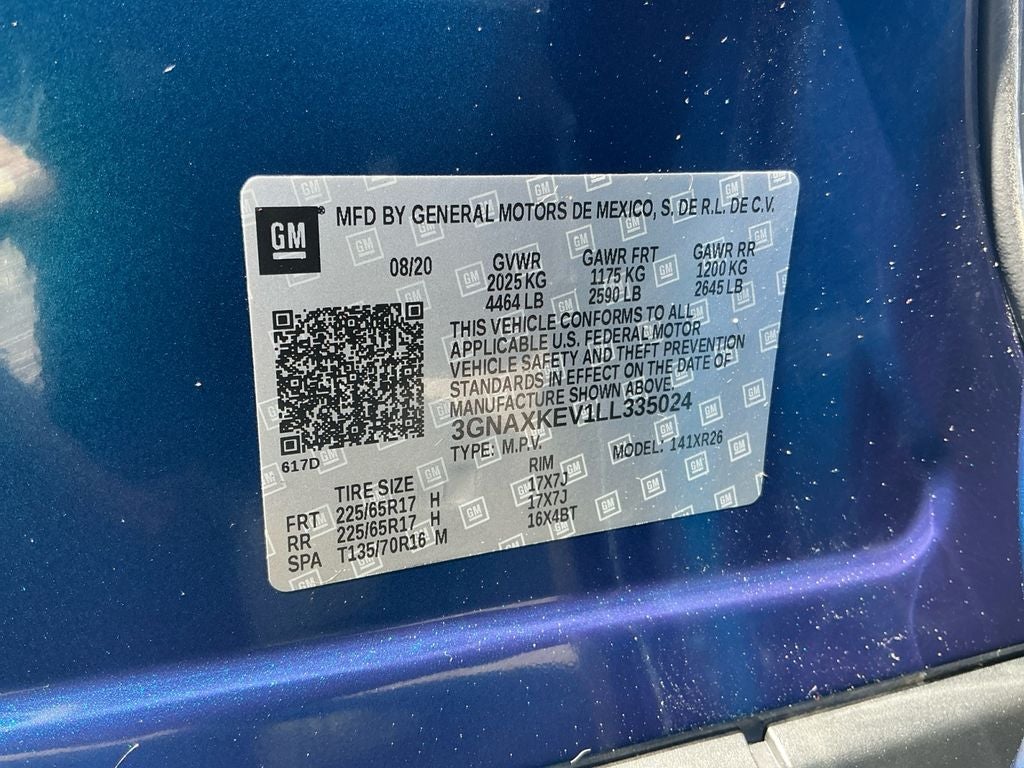 GM
MFD BY GENERAL MOTORS DE MEXICO, S. DE R.L. DE C.V.
08/20
GVWR GAWR FRT GAWR RR
2025 KG 1175 KG 1200 KG
4464 LB 2590 LB 2645 LB
THIS VEHICLE CONFORMS TO ALL
APPLICABLE U.S. FEDERAL MOTOR
VEHICLE SAFETY AND THEFT PREVENTION
STANDARDS IN EFFECT ON THE DATE OF
MANUFACTURE SHOWN ABOVE.
3GNAXKEV1LL335024
617D
TYPE: M.P.V. MODEL: 141XR26
TIRE SIZE RIM
FRT 225/65R17 H 17X7J
RR 225/65R17 H 17X7J
SPA T135/70R16 M 16X4BT